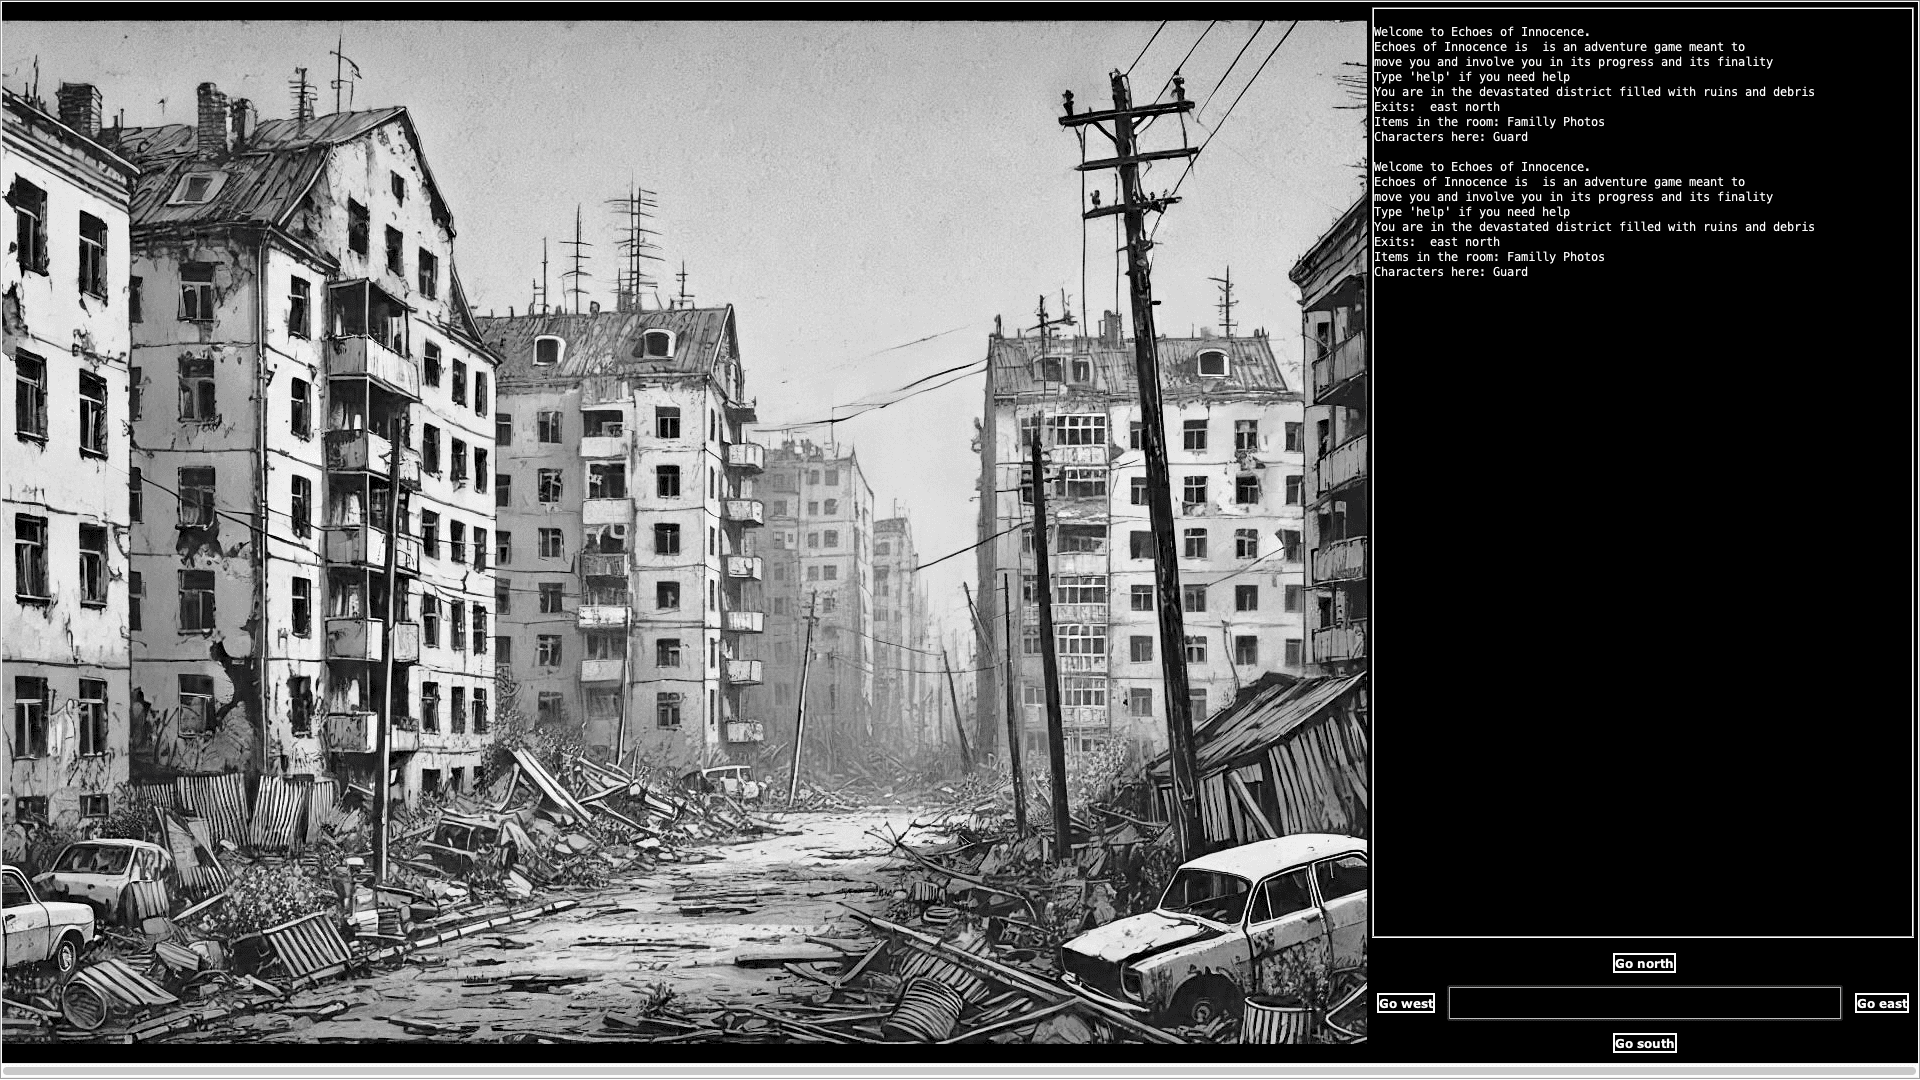 Welcome to Echoes of Innocence.
Echoes of Innocence is  is an adventure game meant to
move you and involve you in its progress and its finality
Type 'help' if you need help
You are in the devastated district filled with ruins and debris
Exits:  east north
Items in the room: Familly Photos
Characters here: Guard
Welcome to Echoes of Innocence.
Echoes of Innocence is  is an adventure game meant to
move you and involve you in its progress and its finality
Type 'help' if you need help
You are in the devastated district filled with ruins and debris
Exits:  east north
Items in the room: Familly Photos
Characters here: Guard
Go north
Go west
Go east
Go south